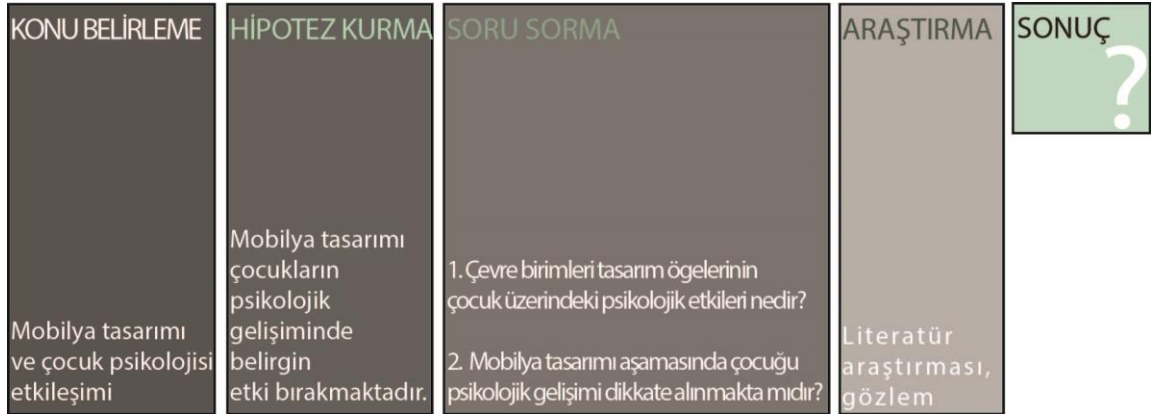 KONU BELİRLEME
Mobilya tasarımı
ve çocuk psikolojisi
etkileşimi
HİPOTEZ KURMA
Mobilya tasarımı
çocukların
psikolojik
gelişiminde
belirgin
etki bırakmaktadır.
SORU SORMA
1. Çevre birimleri tasarım ögelerinin
çocuk üzerindeki psikolojik etkileri nedir?
2. Mobilya tasarımı aşamasında çocuğu
psikolojik gelişimi dikkate alınmakta mıdır?
ARAŞTIRMA
Literatür
araştırması,
gözlem
SONUÇ
?